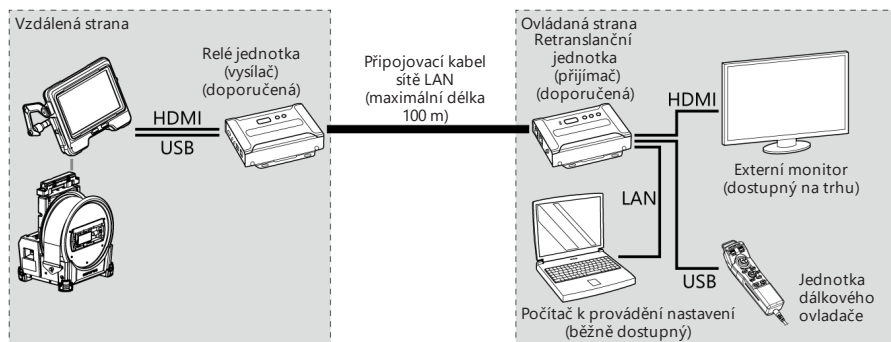 Vzdálená strana
Relé jednotka
(vysílač)
(doporučená)
HDMI
USB
Připojovací kabel
sítě LAN
(maximální délka
100 m)
Ovládaná strana
Retranslanční
jednotka
(přijímač)
(doporučená)
HDMI
Externí monitor
(dostupný na trhu)
LAN
USB
Počítač k provádění nastavení
(běžně dostupný)
Jednotka
dálkového
ovladače